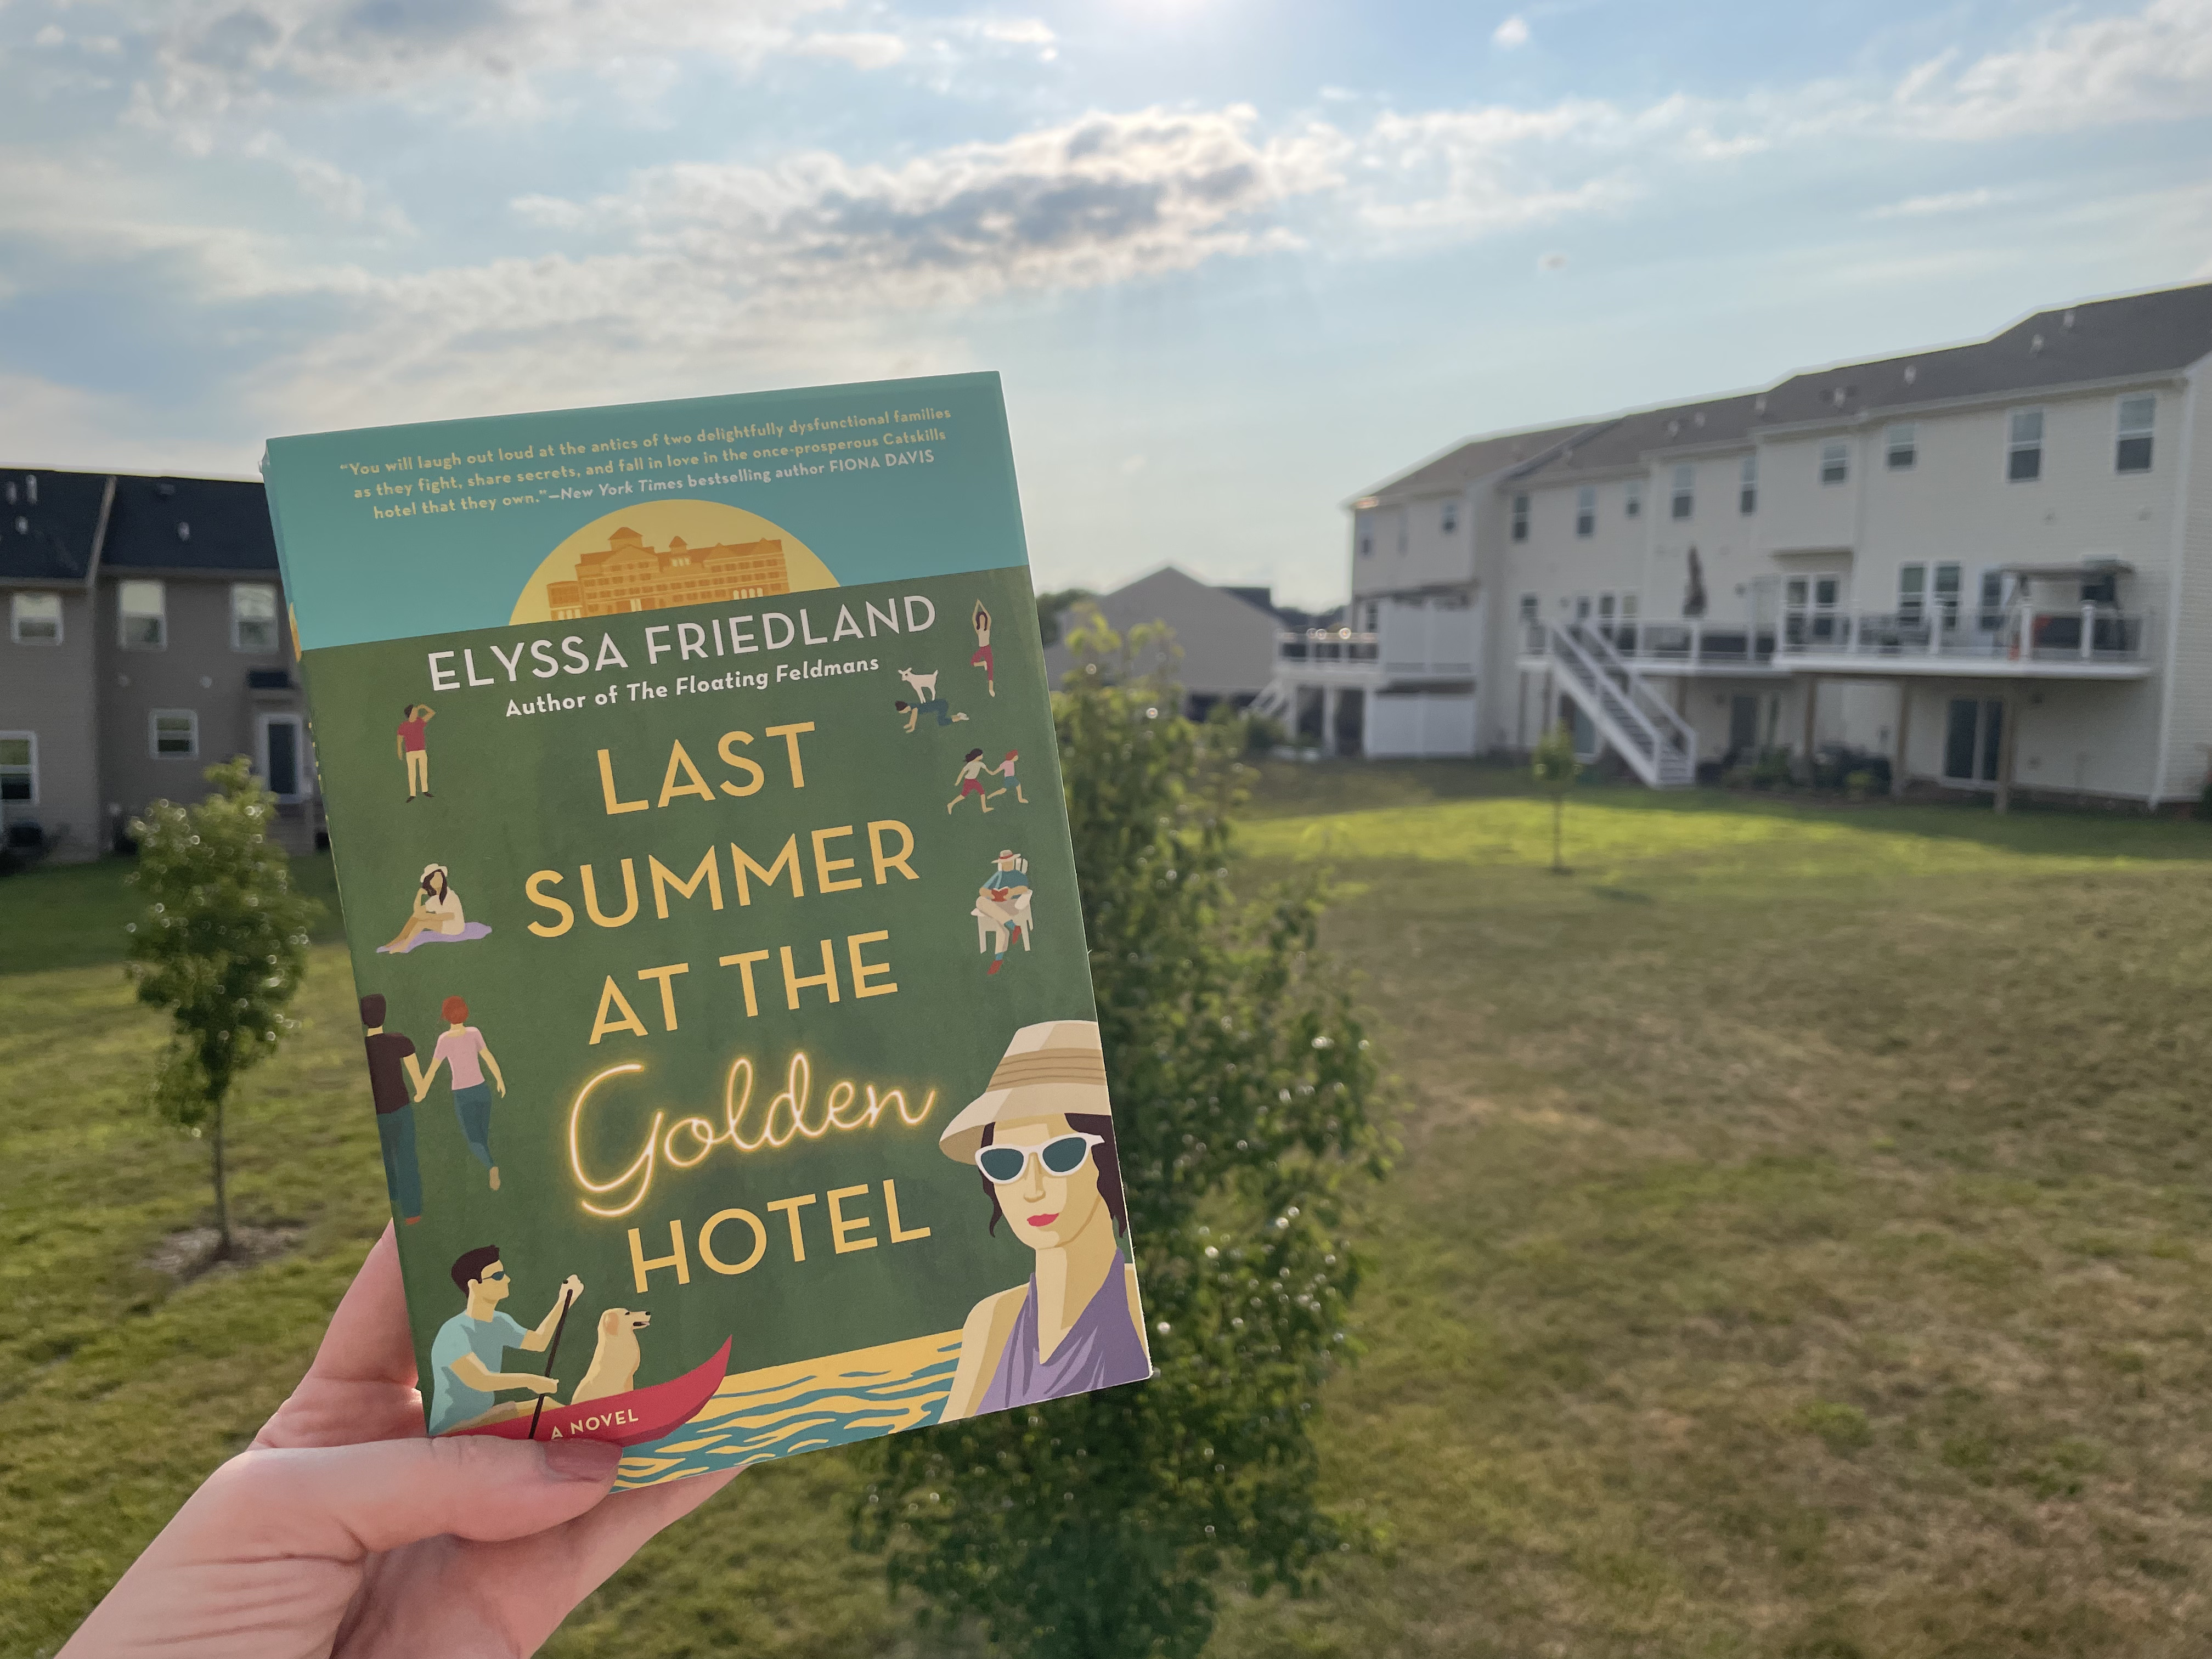 “You will laugh out loud at the antics of two delightfully dysfunctional families
as they fight, share secrets, and fall in love in the once-prosperous Catskills
hotel that they own.”—New York Times bestselling author FIONA DAVIS
ELYSSA FRIEDLAND
Author of The Floating Feldmans
LAST
SUMMER
AT THE
Golden
HOTEL
A NOVEL